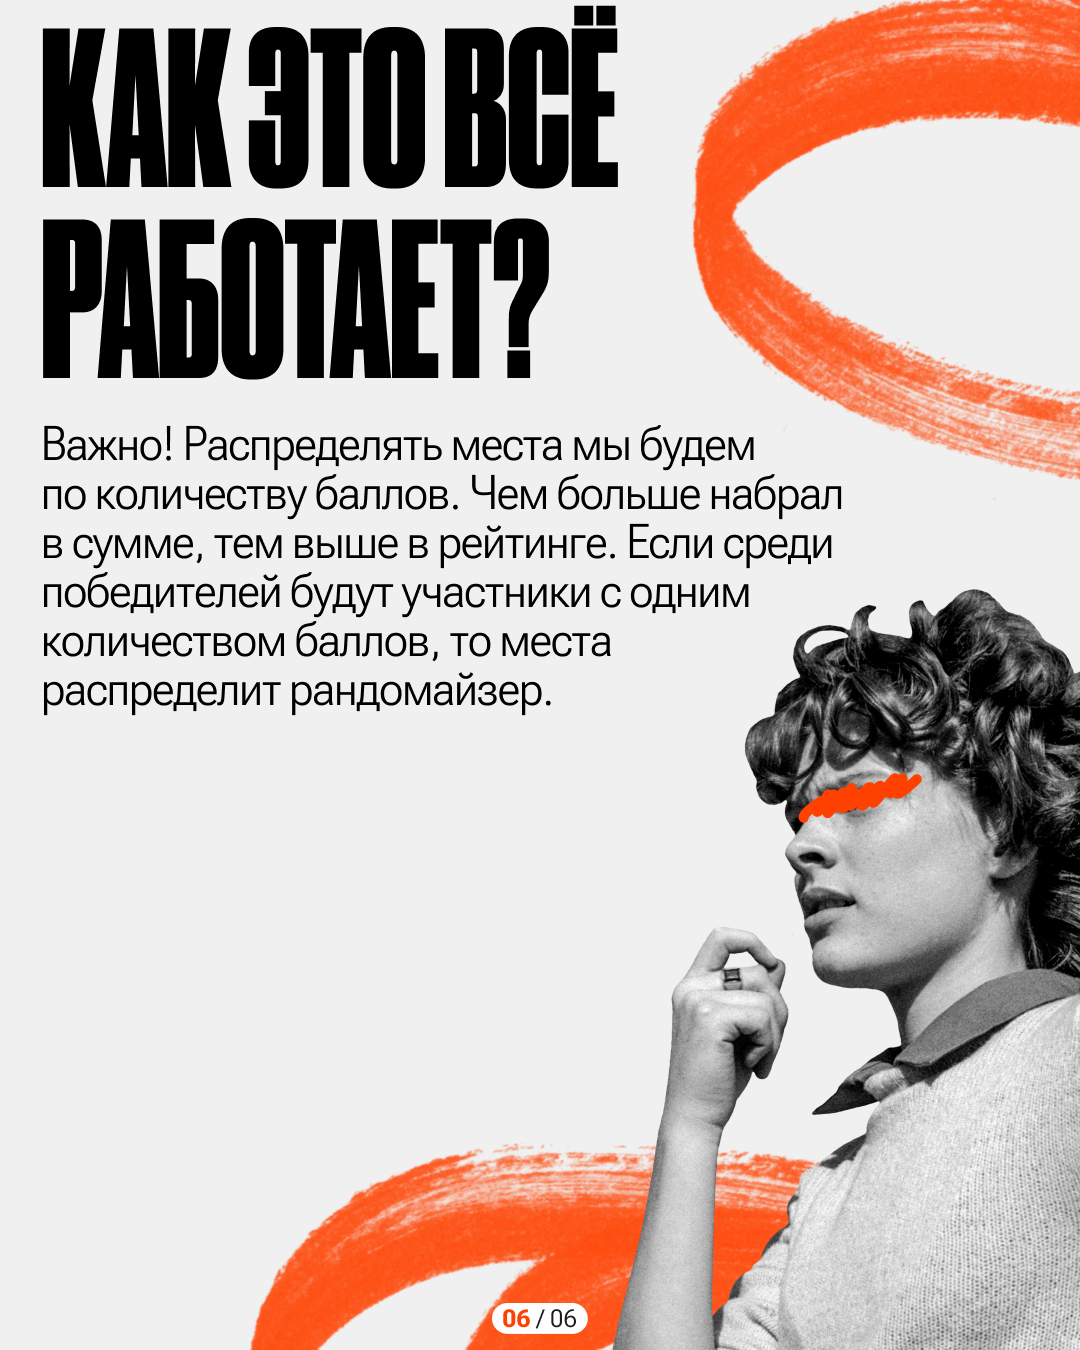 КАК ЭТО ВСЁ
РАБОТАЕТ?
Важно! Распределять места мы будем
по количеству баллов. Чем больше набрал
в сумме, тем выше в рейтинге. Если среди
победителей будут участники с одним
количеством баллов, то места
распределит рандомайзер.
06 / 06